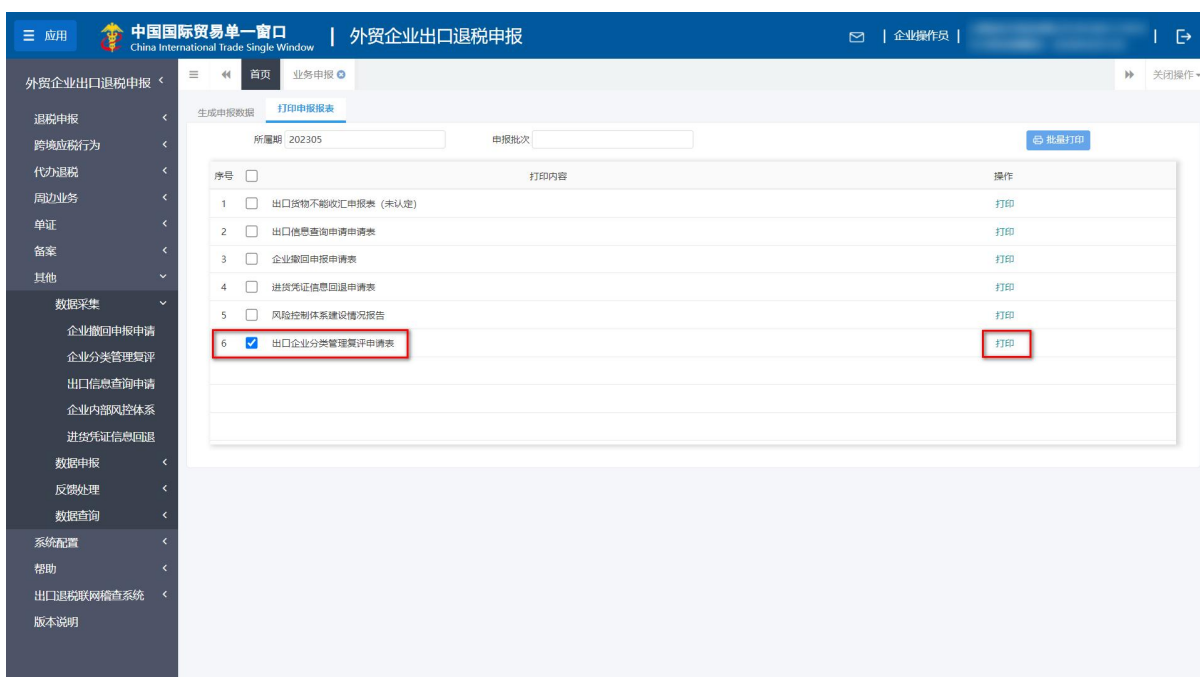 应用
中国国际贸易单一窗口
China International Trade Single Window
外贸企业出口退税申报
企业操作员
外贸企业出口退税申报
首页
业务申报
关闭操作
生成申报数据
打印申报报表
所属期 202305
申报批次
批量打印
序号 打印内容 操作
1 出口货物不能收汇申报表（未认定） 打印
2 出口信息查询申请申请表 打印
3 企业撤回申报申请表 打印
4 进货凭证信息回退申请表 打印
5 风险控制体系建设情况报告 打印
6 出口企业分类管理复评申请表 打印
退税申报
跨境应税行为
代办退税
周边业务
单证
备案
其他
数据采集
企业撤回申报申请
企业分类管理复评
出口信息查询申请
企业内部风控体系
进货凭证信息回退
数据申报
反馈处理
数据查询
系统配置
帮助
出口退税联网稽查系统
版本说明